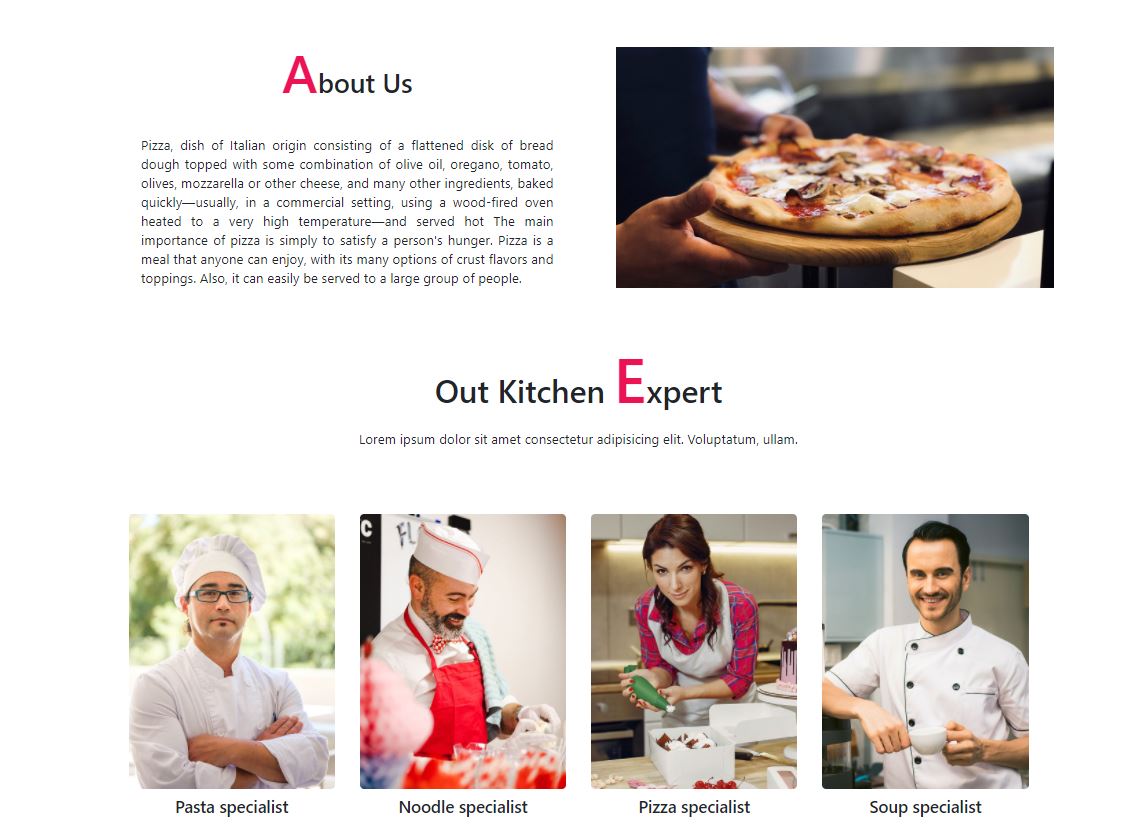 About Us
Pizza, dish of Italian origin consisting of a flattened disk of bread
dough topped with some combination of olive oil, oregano, tomato,
olives, mozzarella or other cheese, and many other ingredients, baked
quickly—usually, in a commercial setting, using a wood-fired oven
heated to a very high temperature—and served hot The main
importance of pizza is simply to satisfy a person's hunger. Pizza is a
meal that anyone can enjoy, with its many options of crust flavors and
toppings. Also, it can easily be served to a large group of people.
Out Kitchen Expert
Lorem ipsum dolor sit amet consectetur adipisicing elit. Voluptatum, ullam.
Pasta specialist
Noodle specialist
Pizza specialist
Soup specialist